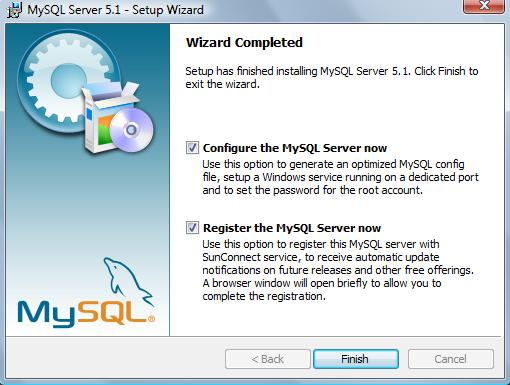 MySQL Server 5.1 - Setup Wizard
Wizard Completed
Setup has finished installing MySQL Server 5.1. Click Finish to
exit the wizard.
Configure the MySQL Server now
Use this option to generate an optimized MySQL config
file, setup a Windows service running on a dedicated port
and to set the password for the root account.
Register the MySQL Server now
Use this option to register this MySQL server with
SunConnect service, to receive automatic update
notifications on future releases and other free offerings.
A browser window will open briefly to allow you to
complete the registration.
MySQL®
< Back
Finish
Cancel